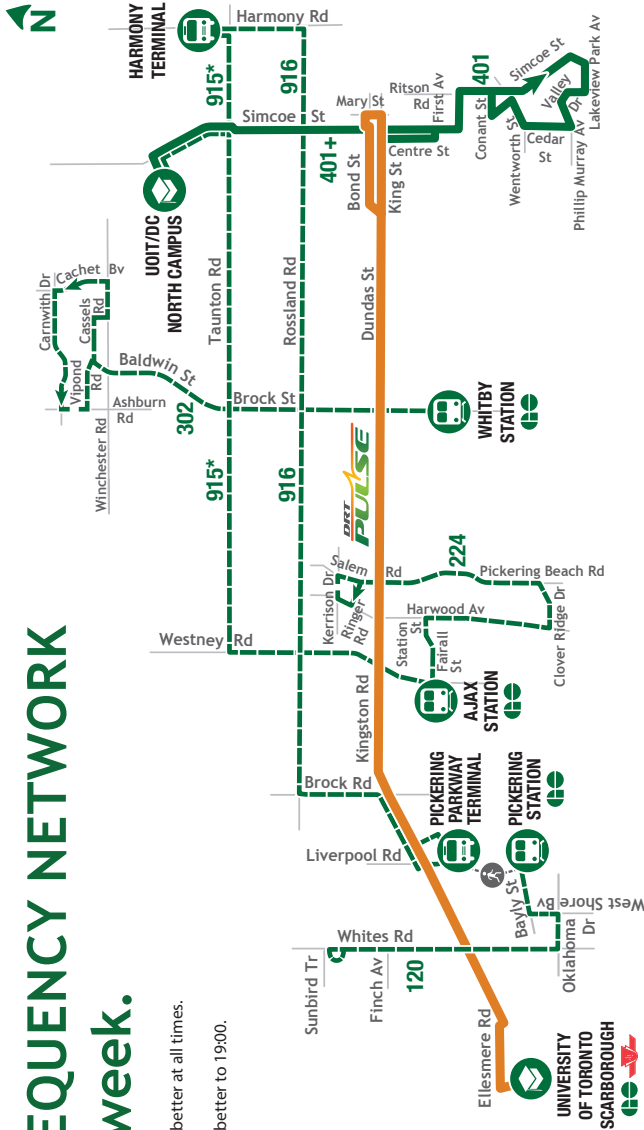 EQUENCY NETWORK
week.
better at all times.
better to 19:00.
N
HARMONY
TERMINAL
Harmony Rd
915*
916
Simcoe St
Mary St
Ritson
Rd
First Av
401
Simcoe St
Valley
Dr
Lakeview Park Av
Conant St
Wentworth St
Cedar
St
Phillip Murray Av
Centre St
401+
Bond St
King St
UOIT/DC
NORTH CAMPUS
Taunton Rd
Rossland Rd
Dundas St
Carnwith Dr
Cachet Bv
Cassels
Rd
Vipond
Rd
Baldwin St
Ashburn
Rd
Winchester Rd
302
Brock St
WHITBY
STATION
GO
915*
916
DRT
PULSE
Salem Rd
Kerrison Dr
Ringer
Rd
224
Pickering Beach Rd
Harwood Av
Clover Ridge Dr
Station
St
Fairall
St
Westney Rd
AJAX
STATION
GO
Kingston Rd
Brock Rd
PICKERING
PARKWAY
TERMINAL
PICKERING
STATION
GO
Liverpool Rd
Bayly St
West Shore Bv
Oklahoma
Dr
Whites Rd
Sunbird Tr
Finch Av
120
Ellesmere Rd
UNIVERSITY
OF TORONTO
SCARBOROUGH
GO